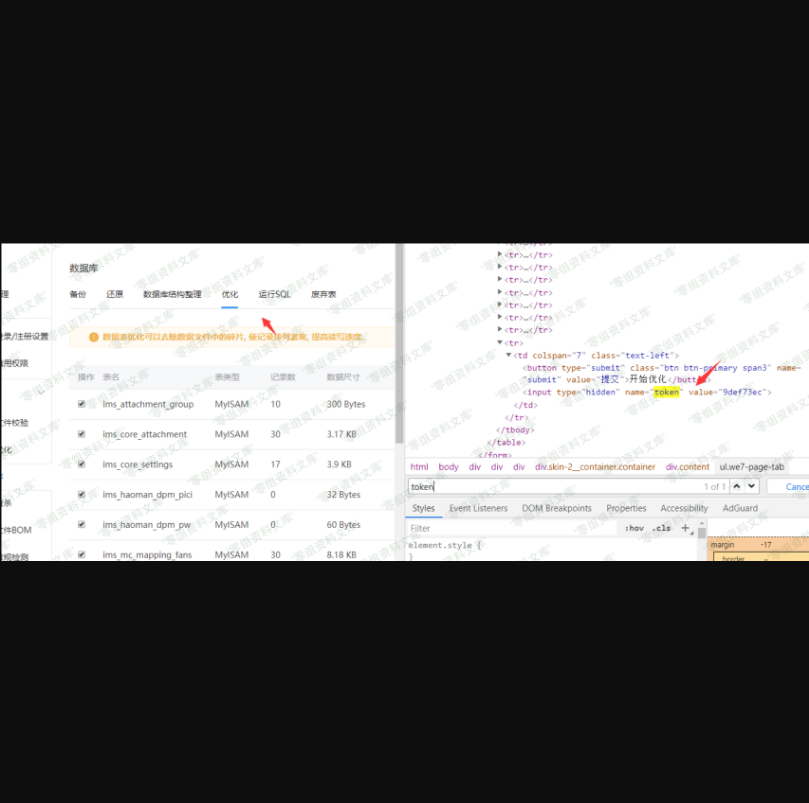 数据库
备份 还原 数据库结构整理 优化 运行SQL 废弃表
理
录/注册设置
用权限
文件校验
优化
杀
文件BOM
常规检测
数据库优化可以去除数据文件中的碎片, 使记录排列紧密, 提高读写速度
操作 表名 表类型 记录数 数据尺寸
ims_attachment_group MyISAM 10 300 Bytes
ims_core_attachment MyISAM 30 3.17 KB
ims_core_settings MyISAM 17 3.9 KB
ims_haoman_dpm_pici MyISAM 0 32 Bytes
ims_haoman_dpm_pw MyISAM 0 60 Bytes
ims_mc_mapping_fans MyISAM 30 8.18 KB
<tr>…</tr>
<tr>…</tr>
<tr>…</tr>
<tr>…</tr>
<tr>…</tr>
<tr>…</tr>
<tr>…</tr>
<tr>
<td colspan="7" class="text-left">
<button type="submit" class="btn btn-primary span3" name=
"submit" value="提交">开始优化</button>
<input type="hidden" name="token" value="9def73ec">
</td>
</tr>
</tbody>
</table>
</form>
html body div div div div.skin-2__container.container div.content ul.we7-page-tab
token 1 of 1 Cance
Styles Event Listeners DOM Breakpoints Properties Accessibility AdGuard
Filter :hov .cls +
element.style {
}
margin -17
border -
零组资料文库